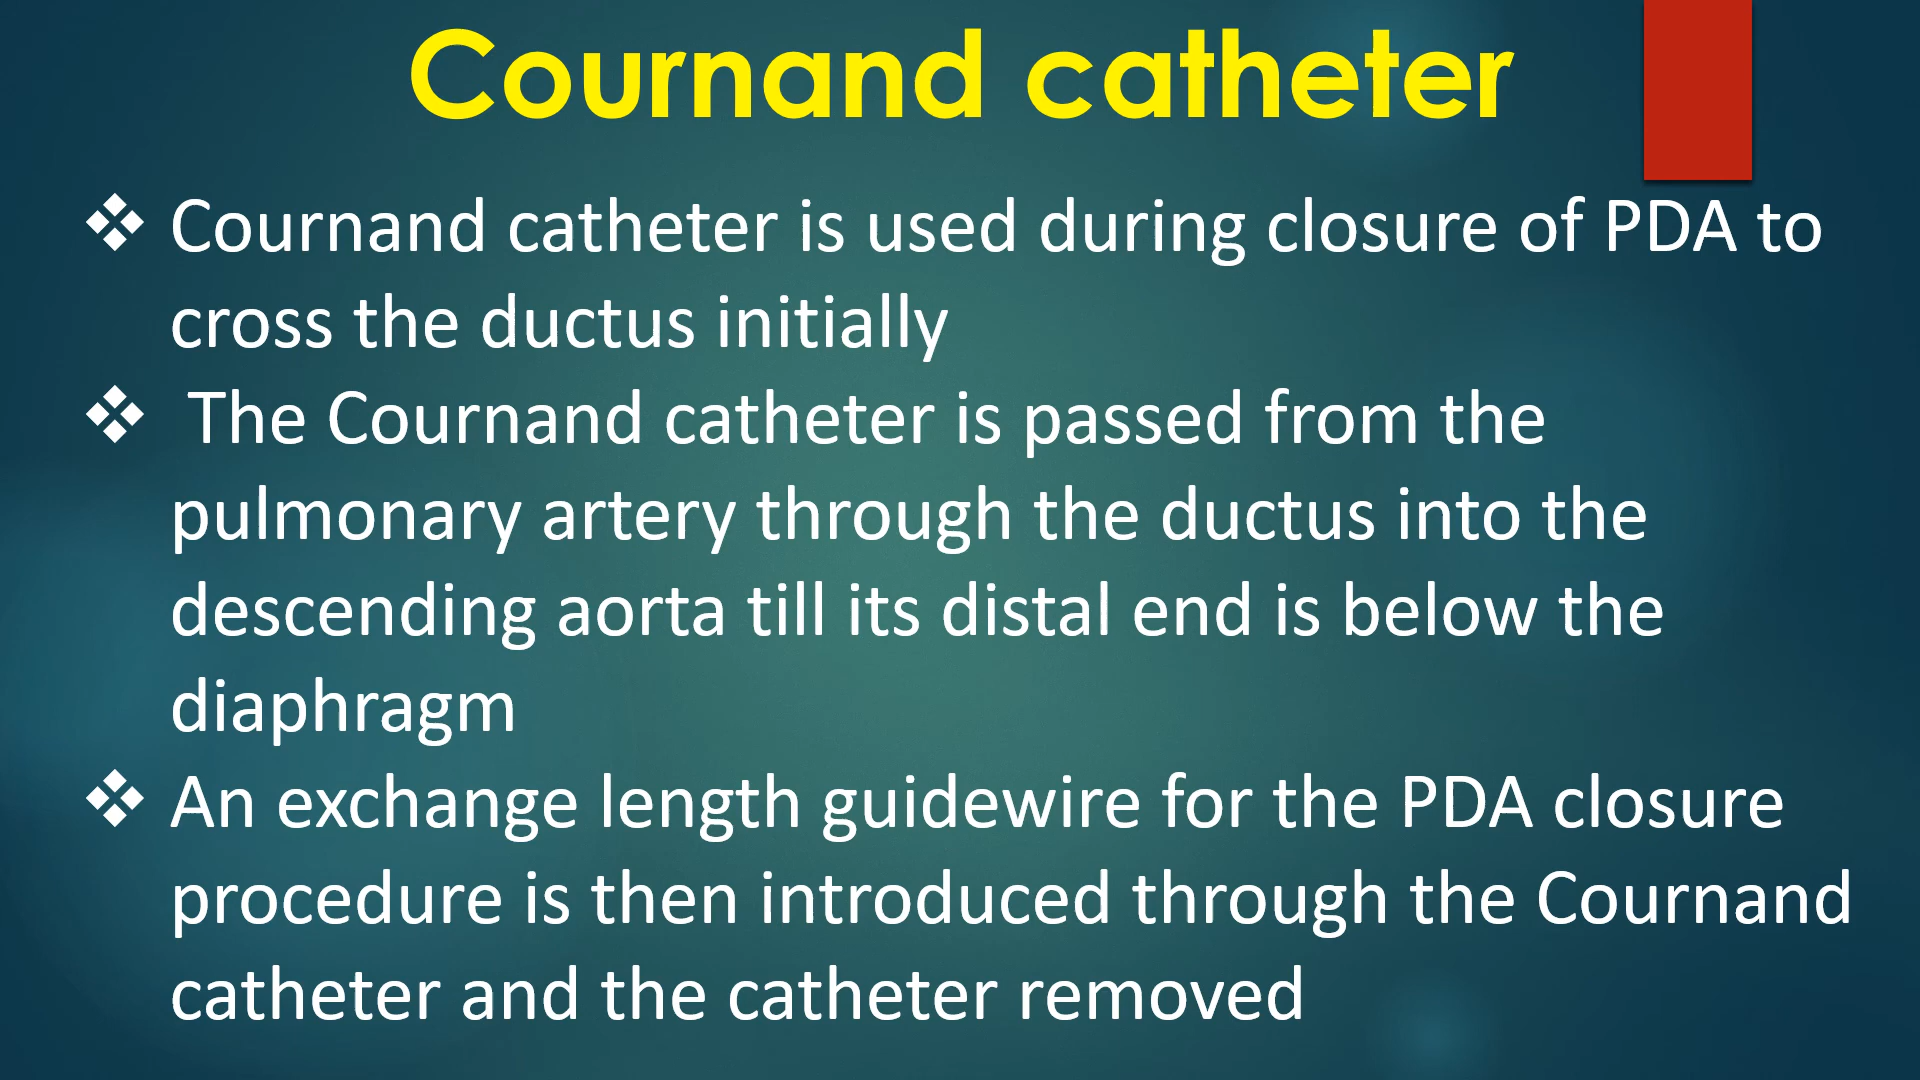 Cournand catheter
❖ Cournand catheter is used during closure of PDA to
cross the ductus initially
❖ The Cournand catheter is passed from the
pulmonary artery through the ductus into the
descending aorta till its distal end is below the
diaphragm
❖ An exchange length guidewire for the PDA closure
procedure is then introduced through the Cournand
catheter and the catheter removed